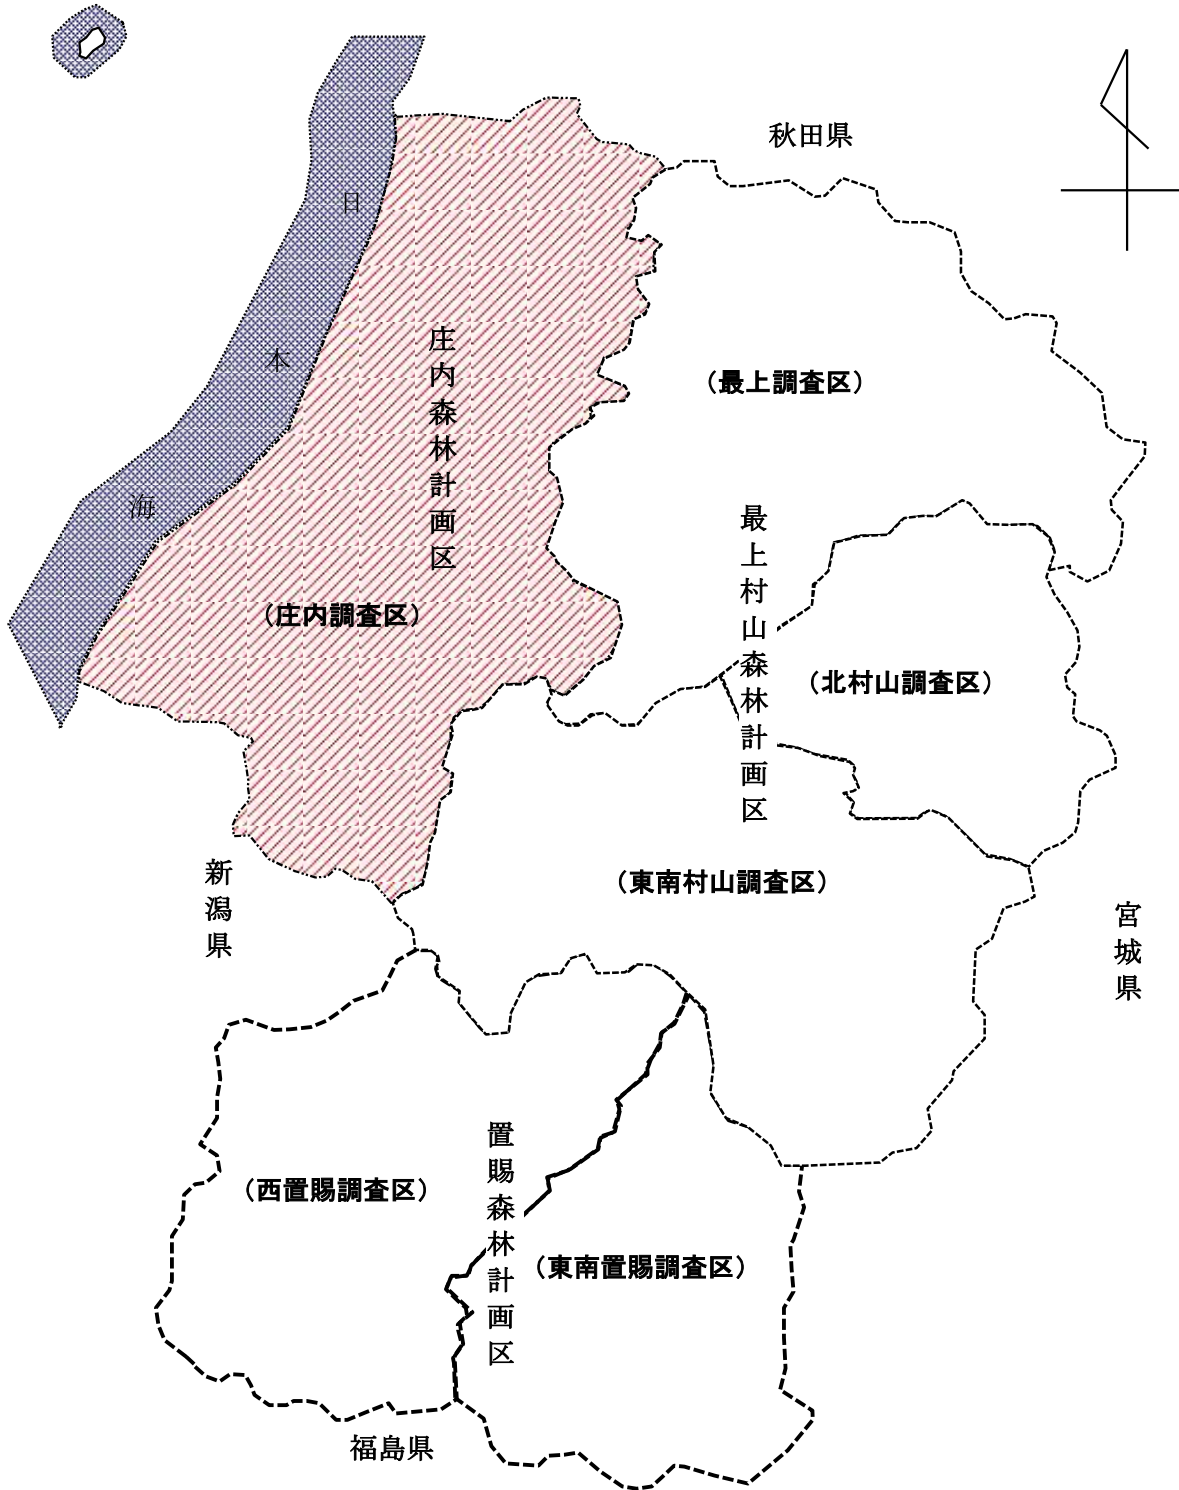 秋田県
日本海
庄内森林計画区
（最上調査区）
最上村山森林計画区
（庄内調査区）
（北村山調査区）
（東南村山調査区）
新潟県
宮城県
置賜森林計画区
（西置賜調査区）
（東南置賜調査区）
福島県